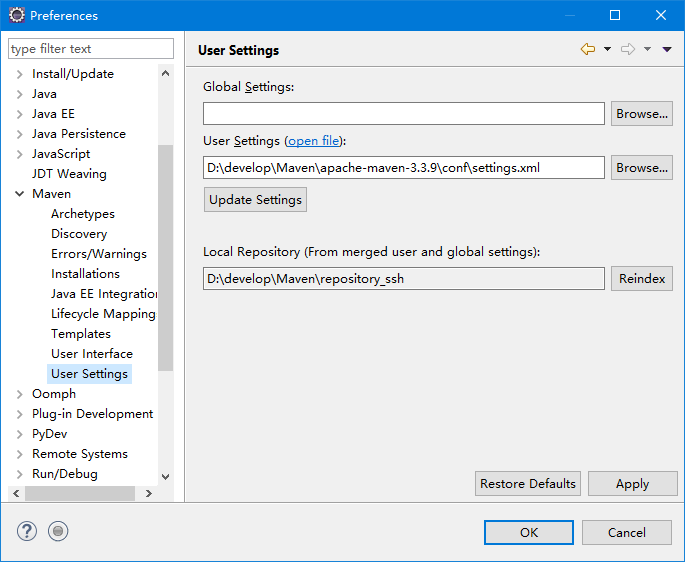 Preferences
type filter text
Install/Update
Java
Java EE
Java Persistence
JavaScript
JDT Weaving
Maven
Archetypes
Discovery
Errors/Warnings
Installations
Java EE Integration
Lifecycle Mapping
Templates
User Interface
User Settings
Oomph
Plug-in Development
PyDev
Remote Systems
Run/Debug
User Settings
Global Settings:
Browse...
User Settings (open file):
D:\develop\Maven\apache-maven-3.3.9\conf\settings.xml
Browse...
Update Settings
Local Repository (From merged user and global settings):
D:\develop\Maven\repository_ssh
Reindex
Restore Defaults
Apply
?
OK
Cancel